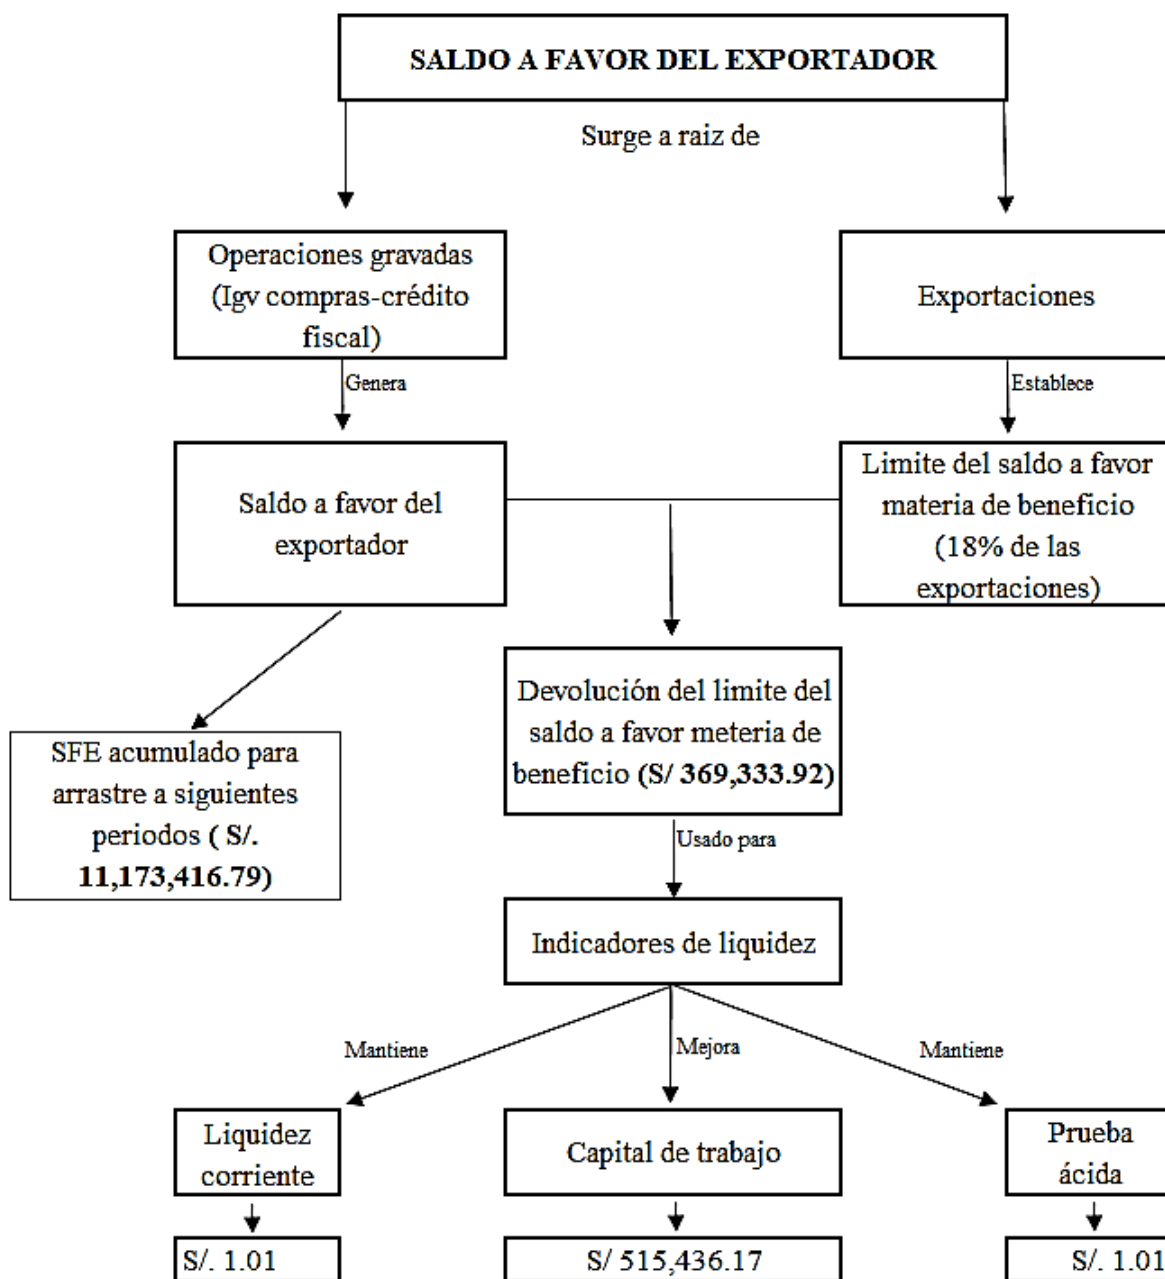 SALDO A FAVOR DEL EXPORTADOR
Surge a raiz de
Operaciones gravadas
(Igv compras-crédito
fiscal)
Exportaciones
Genera
Establece
Saldo a favor del
exportador
Limite del saldo a favor
materia de beneficio
(18% de las
exportaciones)
Devolución del limite del
saldo a favor meteria de
beneficio (S/ 369,333.92)
SFE acumulado para
arrastre a siguientes
periodos ( S/.
11,173,416.79)
Usado para
Indicadores de liquidez
Mantiene
Mejora
Mantiene
Liquidez
corriente
Capital de trabajo
Prueba
ácida
S/. 1.01
S/ 515,436.17
S/. 1.01